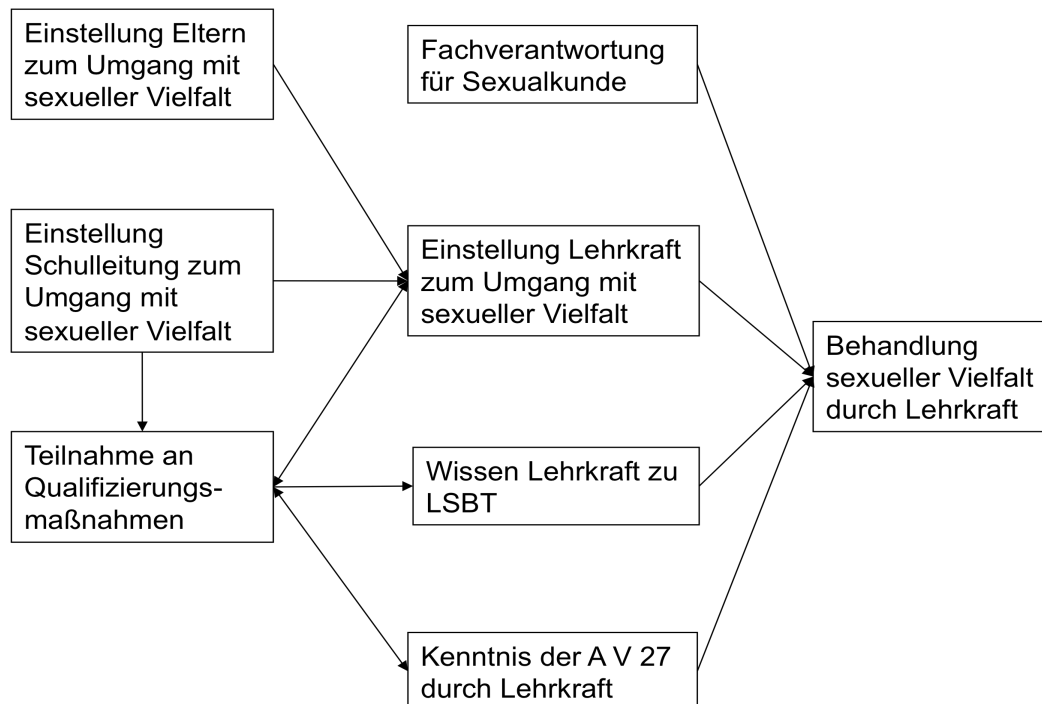 Einstellung Eltern
zum Umgang mit
sexueller Vielfalt
Fachverantwortung
für Sexualkunde
Einstellung
Schulleitung zum
Umgang mit
sexueller Vielfalt
Einstellung Lehrkraft
zum Umgang mit
sexueller Vielfalt
Behandlung
sexueller Vielfalt
durch Lehrkraft
Teilnahme an
Qualifizierungs-
maßnahmen
Wissen Lehrkraft zu
LSBT
Kenntnis der A V 27
durch Lehrkraft